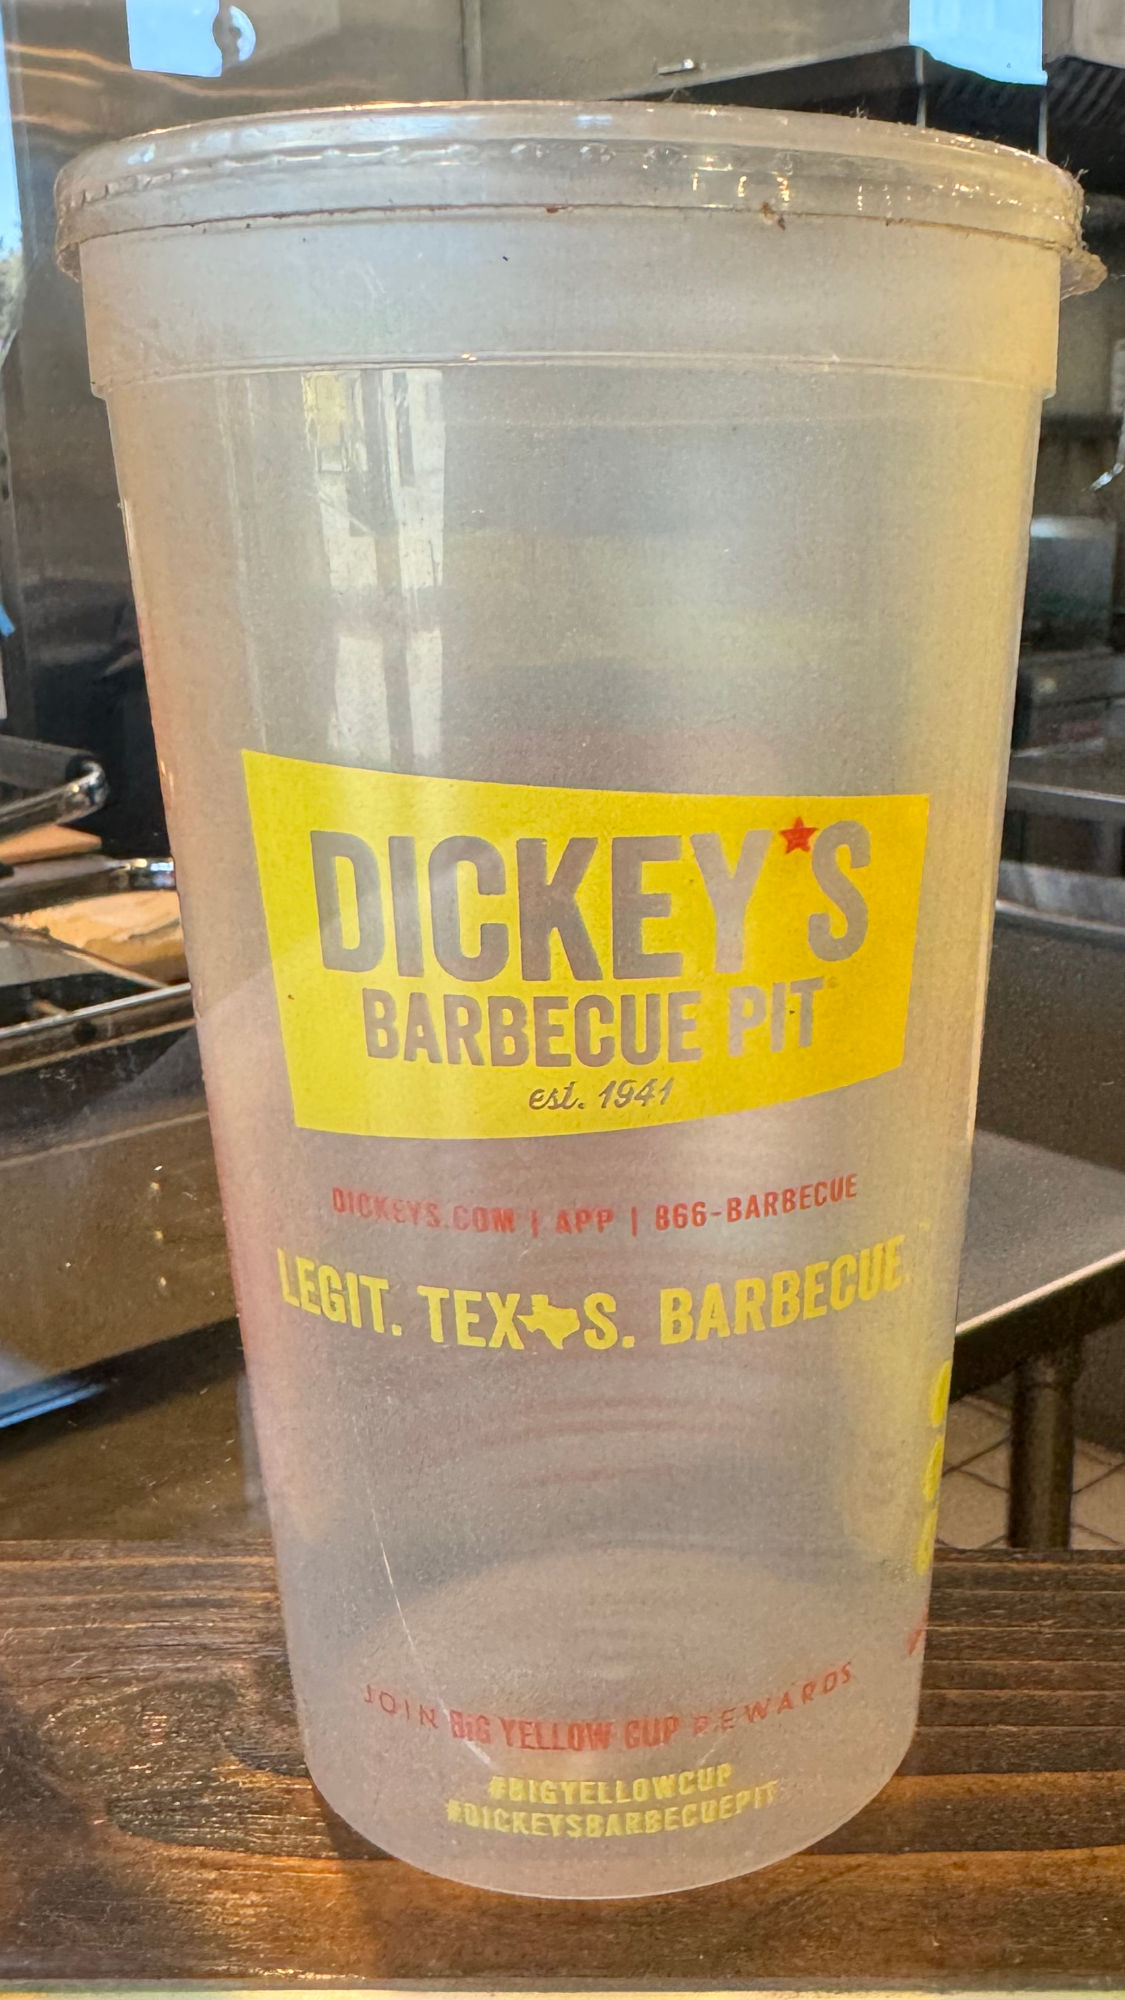 DICKEY'S
BARBECUE PIT
est. 1941
DICKEYS.COM | APP | 866-BARBECUE
LEGIT. TEXAS. BARBECUE.
JOIN BIG YELLOW CUP REWARDS
#BIGYELLOWCUP
#DICKEYSBARBECUEPIT